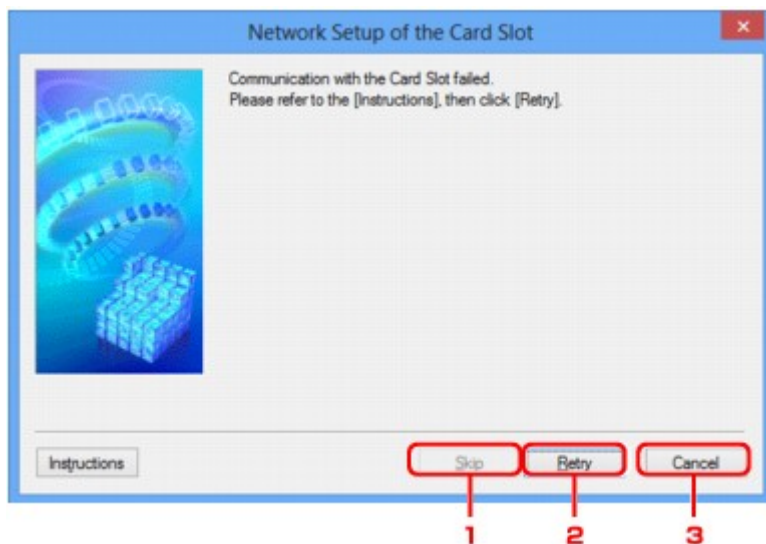 Network Setup of the Card Slot
Communication with the Card Slot failed.
Please refer to the [Instructions], then click [Retry].
Instructions Skip Retry Cancel
1 2 3